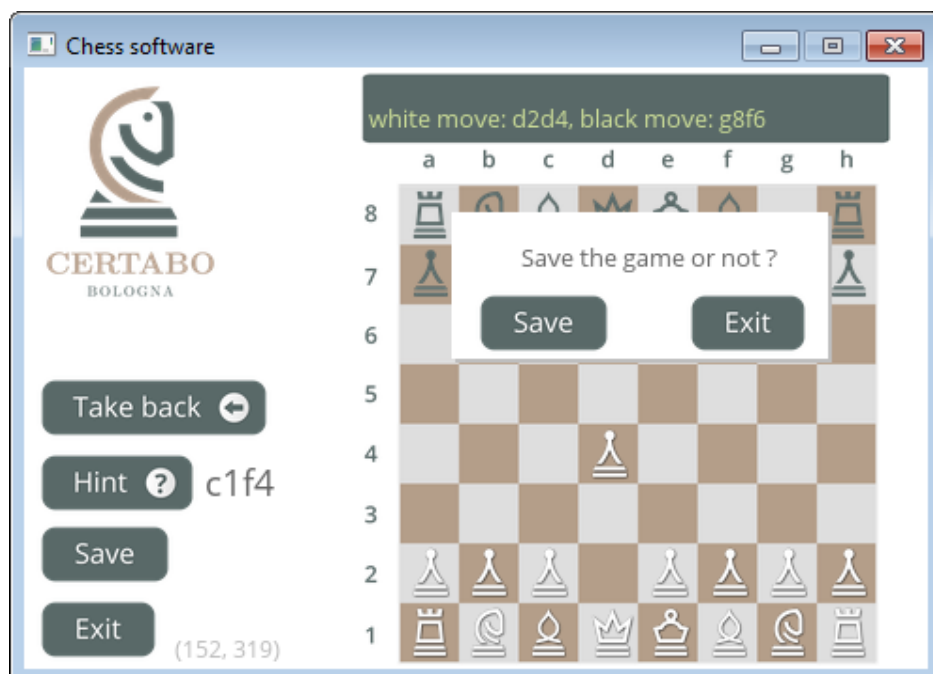 Chess software
CERTABO
BOLOGNA
white move: d2d4, black move: g8f6
a b c d e f g h
8
Save the game or not ?
7
Save Exit
6
5
Take back
4
Hint ? c1f4
3
Save
2
Exit
1
(152, 319)